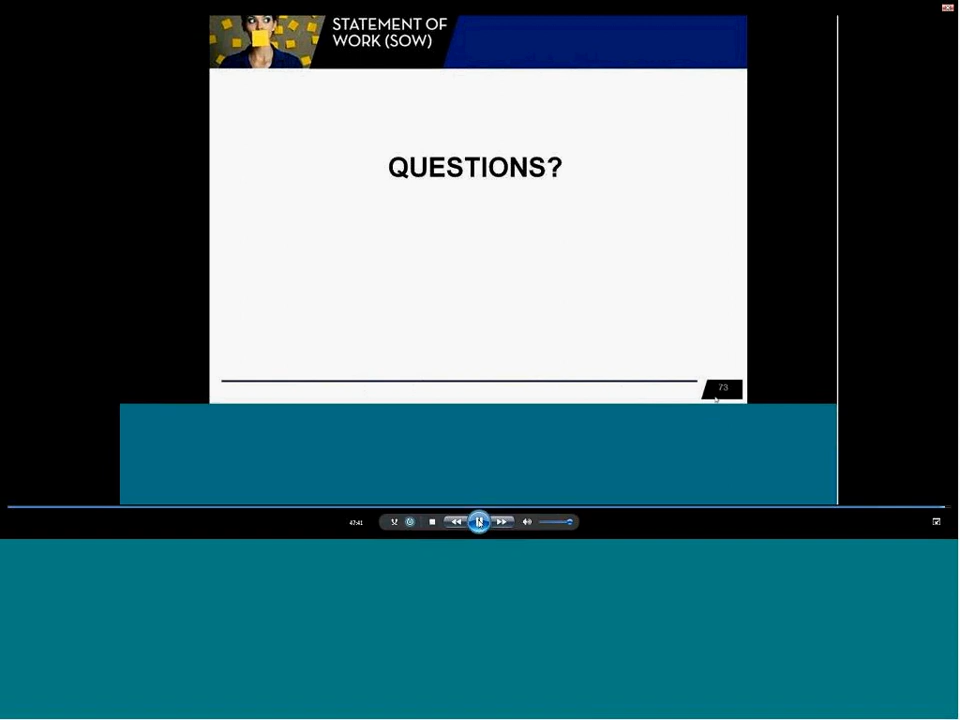 STATEMENT OF
WORK (SOW)
QUESTIONS?
73
47:41